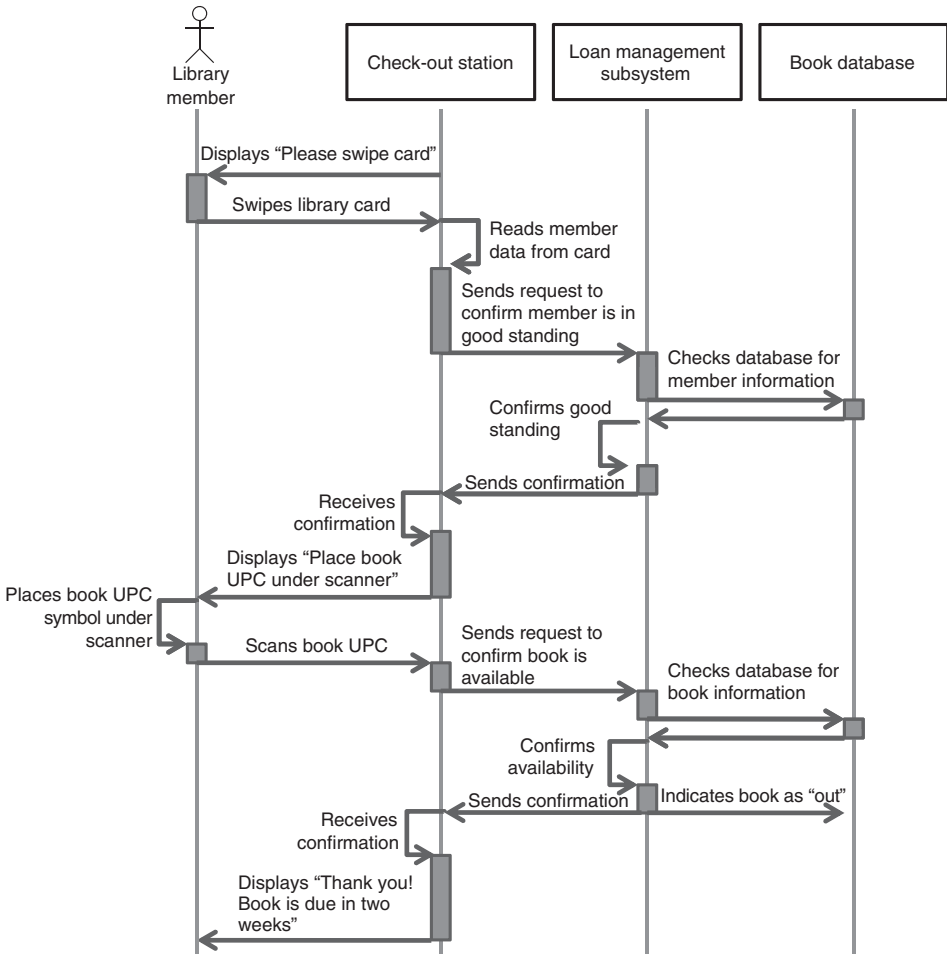 Library
member
Check-out station
Loan management
subsystem
Book database
Displays “Please swipe card”
Swipes library card
Reads member
data from card
Sends request to
confirm member is in
good standing
Checks database for
member information
Confirms good
standing
Sends confirmation
Receives
confirmation
Displays “Place book
UPC under scanner”
Places book UPC
symbol under
scanner
Scans book UPC
Sends request to
confirm book is
available
Checks database for
book information
Confirms
availability
Sends confirmation
Indicates book as “out”
Receives
confirmation
Displays “Thank you!
Book is due in two
weeks”